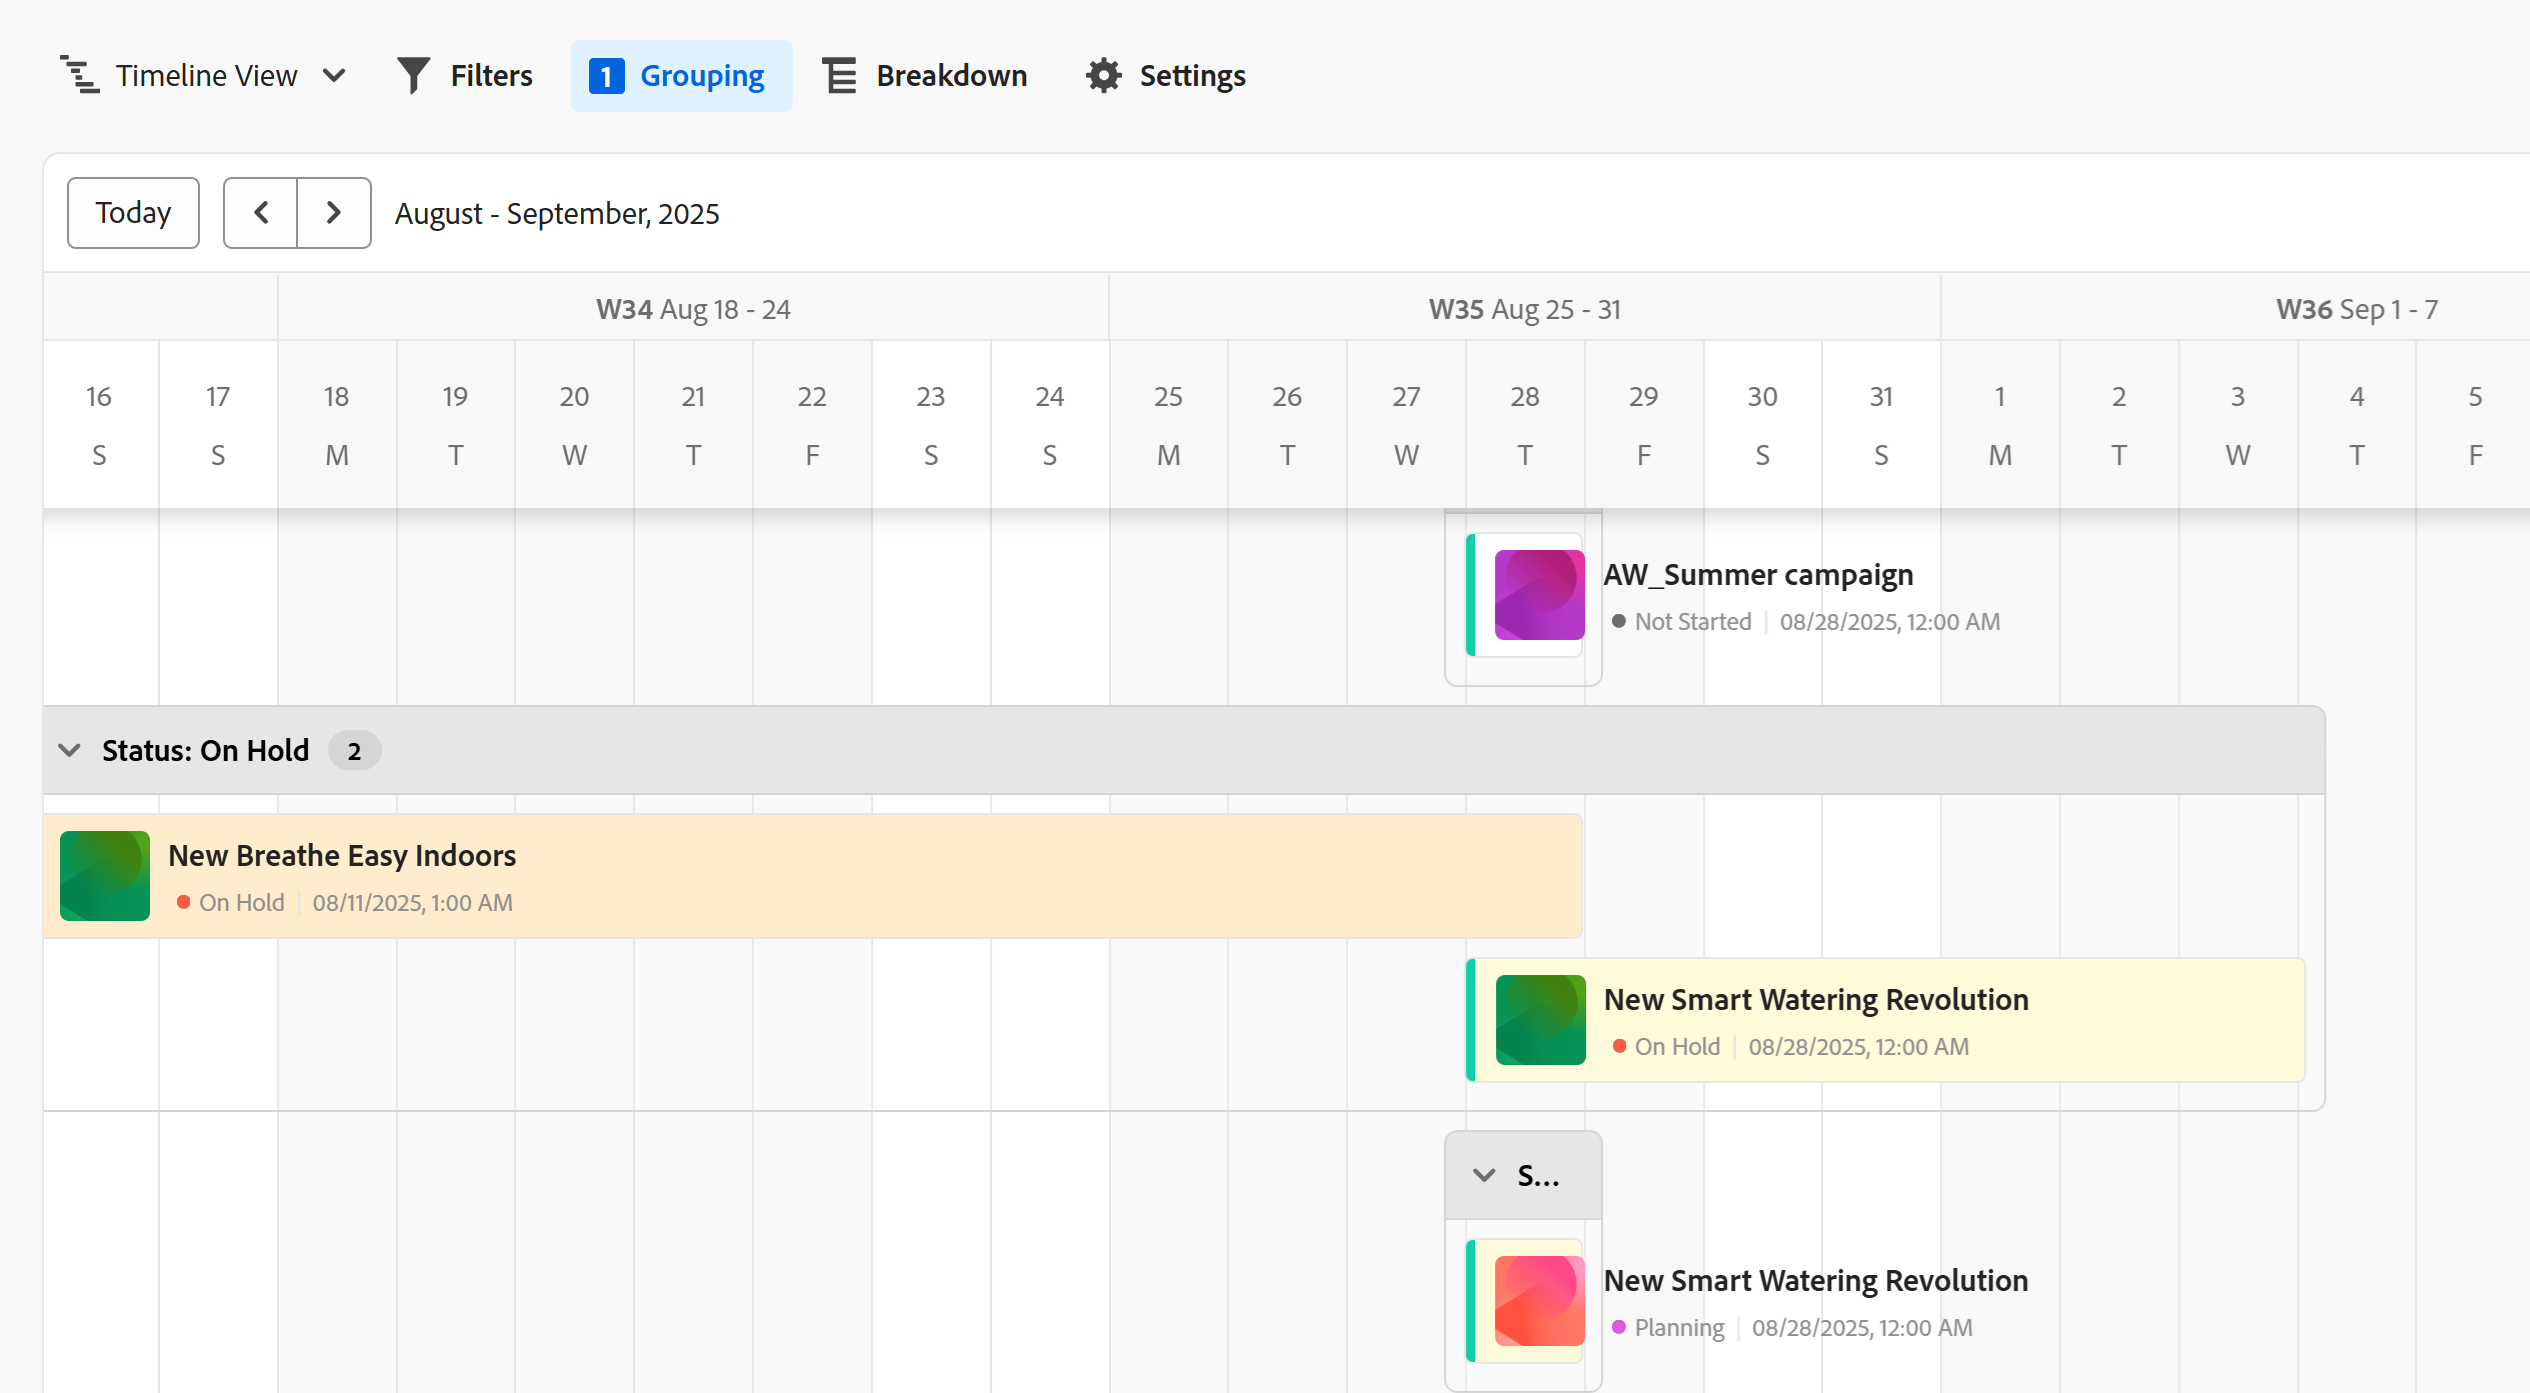 Timeline View Filters 1 Grouping Breakdown Settings
Today August - September, 2025
W34 Aug 18 - 24 W35 Aug 25 - 31 W36 Sep 1 - 7
16 17 18 19 20 21 22 23 24 25 26 27 28 29 30 31 1 2 3 4 5
S S M T W T F S S M T W T F S S M T W T F
AW_Summer campaign
Not Started 08/28/2025, 12:00 AM
Status: On Hold 2
New Breathe Easy Indoors
On Hold 08/11/2025, 1:00 AM
New Smart Watering Revolution
On Hold 08/28/2025, 12:00 AM
S...
New Smart Watering Revolution
Planning 08/28/2025, 12:00 AM